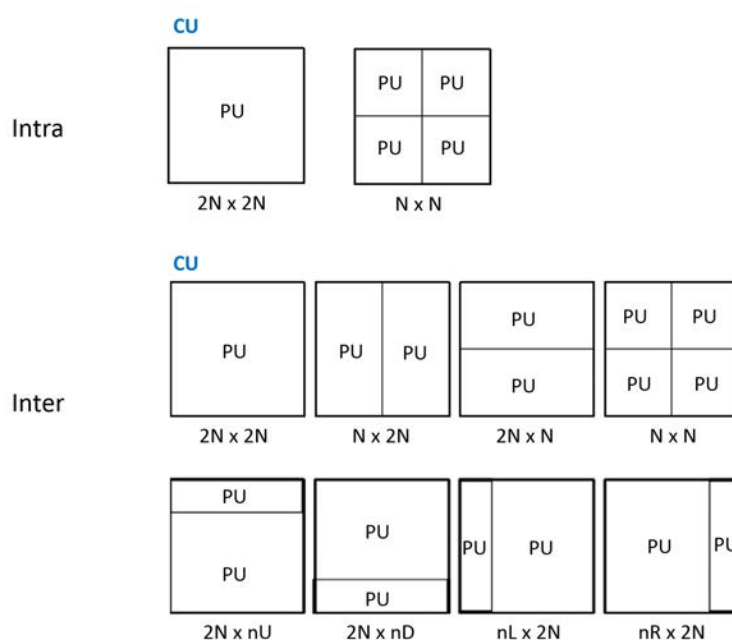 CU
PU
PU PU
Intra
PU PU
2N x 2N N x N
CU
PU PU PU PU PU PU
Inter
PU PU PU
2N x 2N N x 2N 2N x N N x N
PU
PU PU PU PU PU
PU PU
2N x nU 2N x nD nL x 2N nR x 2N